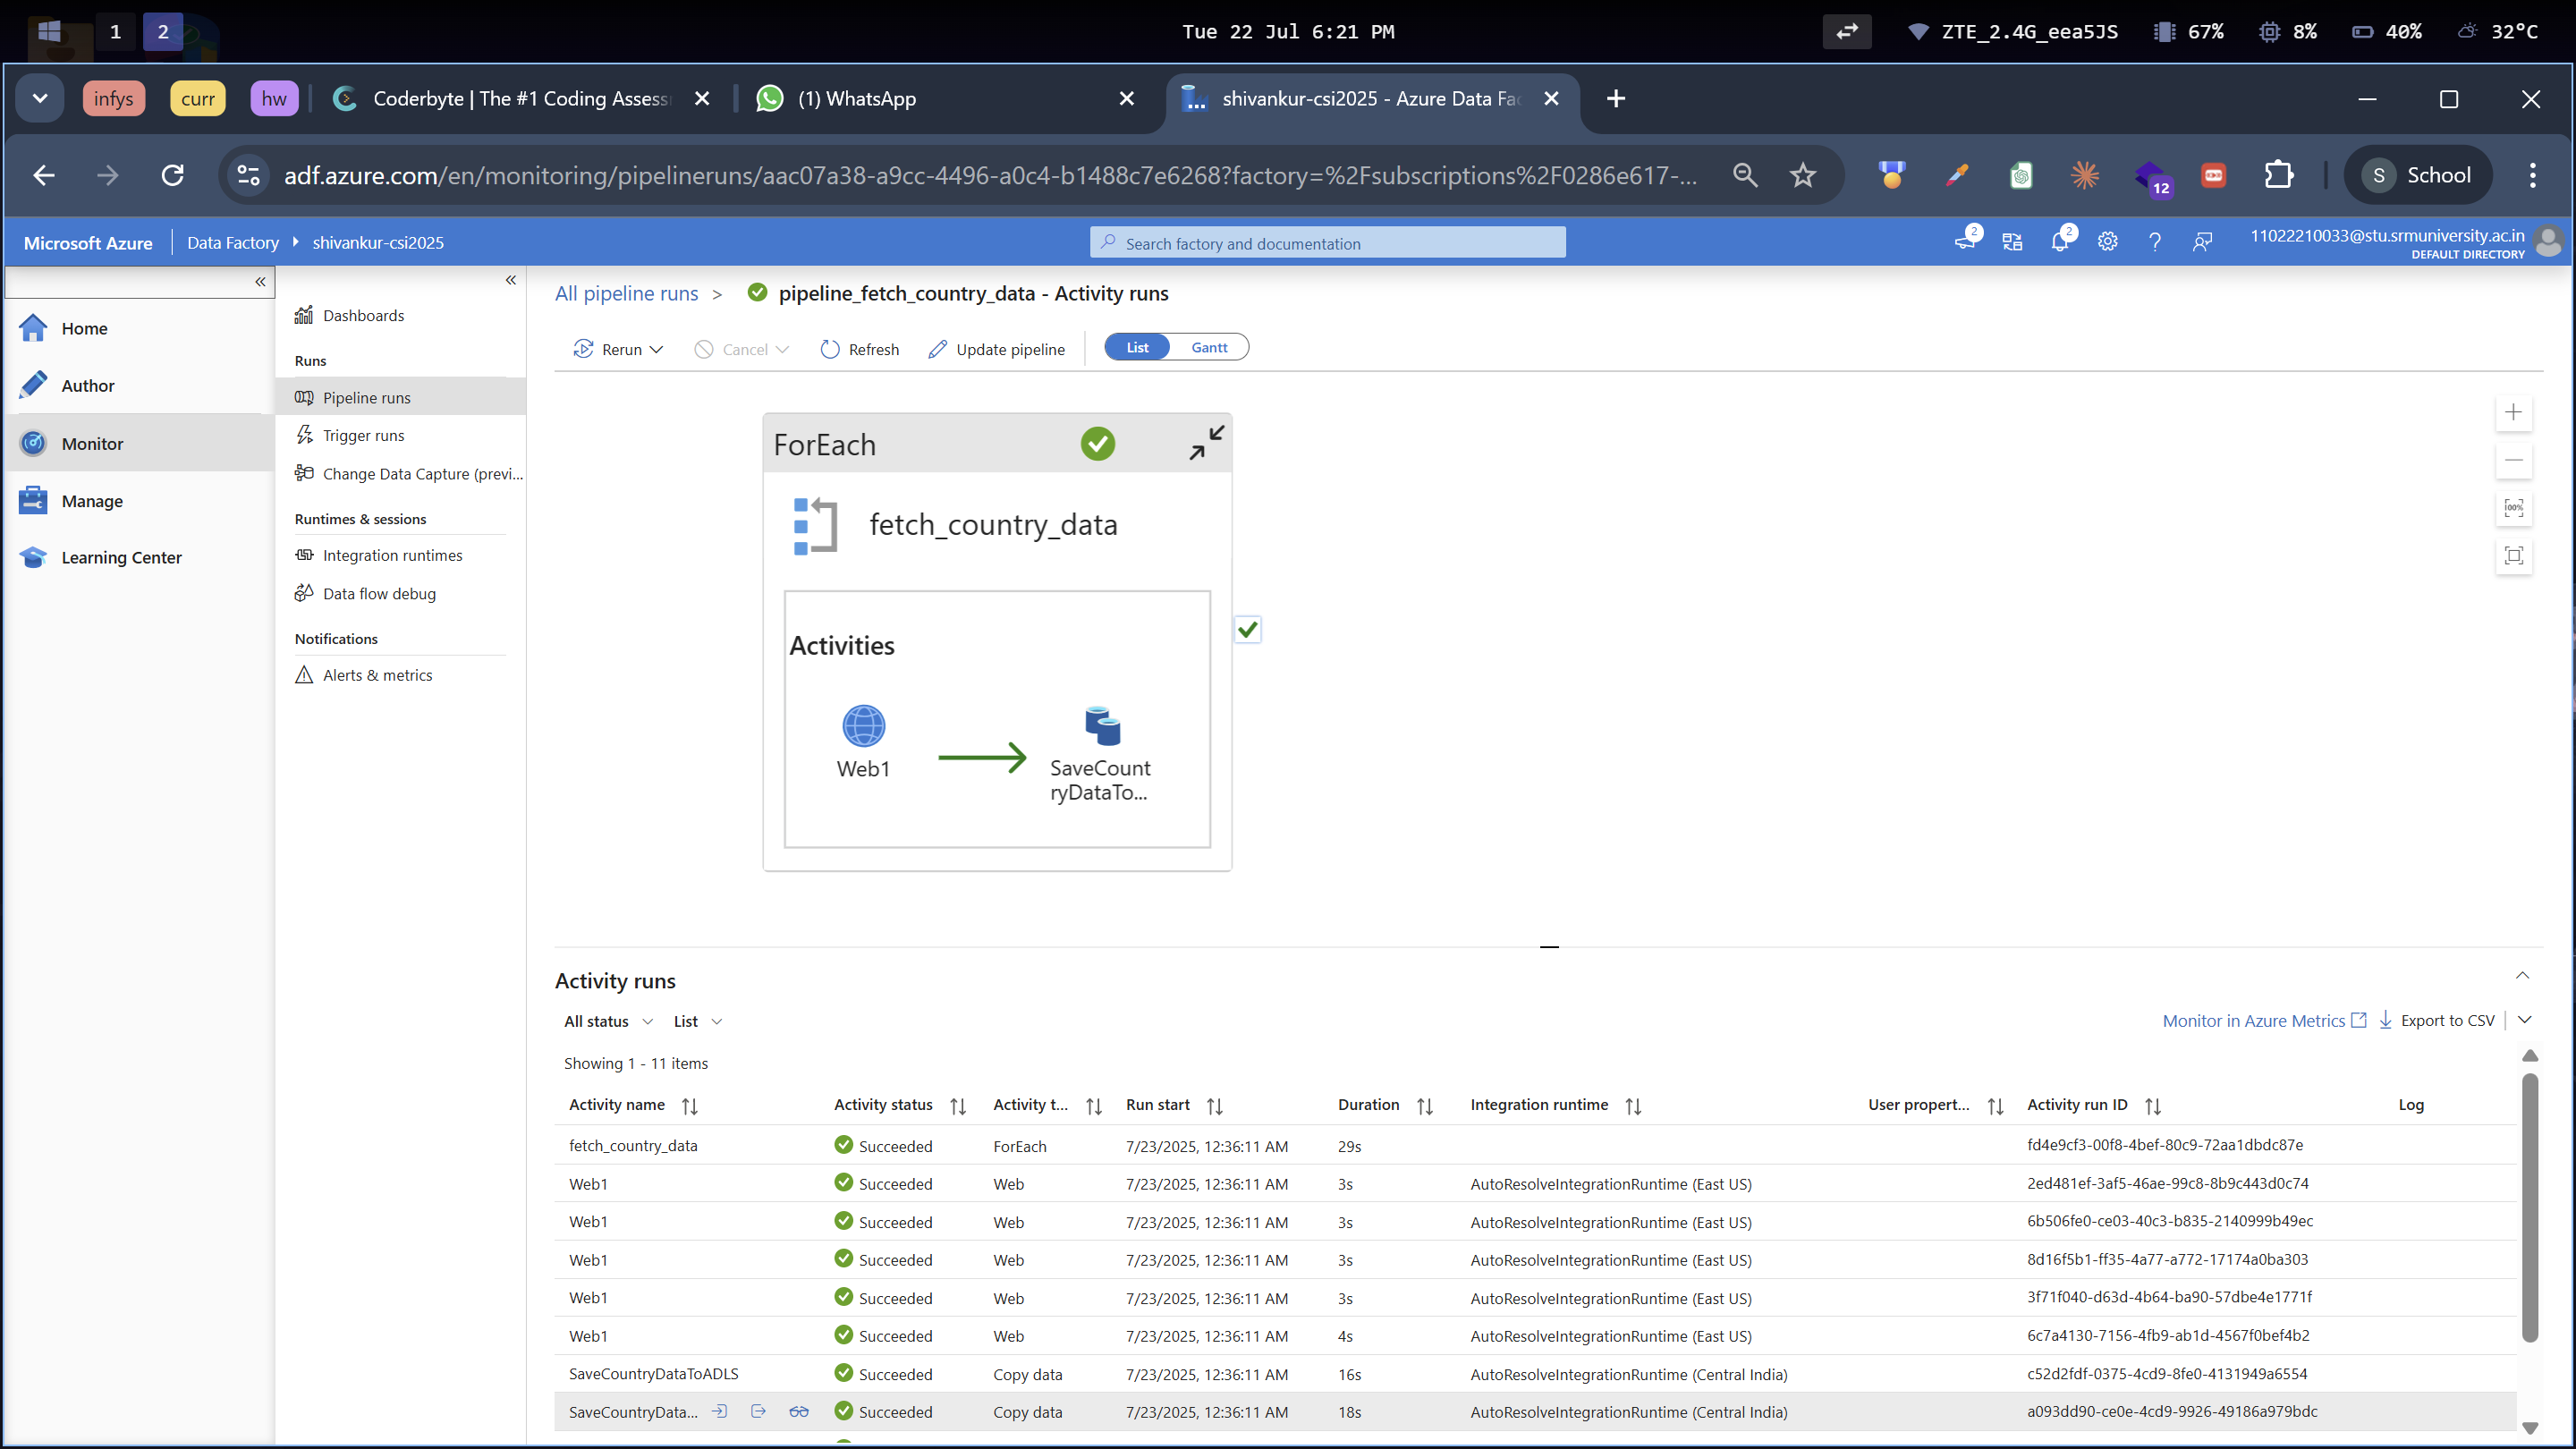 1
2
Tue 22 Jul 6:21 PM
ZTE_2.4G_eea5JS
67%
8%
40%
32°C
infys
curr
hw
Coderbyte | The #1 Coding Assess
(1) WhatsApp
shivankur-csi2025 - Azure Data Fac
adf.azure.com/en/monitoring/pipelineruns/aac07a38-a9cc-4496-a0c4-b1488c7e6268?factory=%2Fsubscriptions%2F0286e617-...
12
S
School
Microsoft Azure
Data Factory
shivankur-csi2025
Search factory and documentation
2
2
11022210033@stu.srmuniversity.ac.in
DEFAULT DIRECTORY
Home
Author
Monitor
Manage
Learning Center
Dashboards
Runs
Pipeline runs
Trigger runs
Change Data Capture (previ...
Runtimes & sessions
Integration runtimes
Data flow debug
Notifications
Alerts & metrics
All pipeline runs > pipeline_fetch_country_data - Activity runs
Rerun
Cancel
Refresh
Update pipeline
List
Gantt
100%
ForEach
fetch_country_data
Activities
Web1
SaveCount
ryDataTo...
Activity runs
All status
List
Monitor in Azure Metrics
Export to CSV
Showing 1 - 11 items
Activity name Activity status Activity t... Run start Duration Integration runtime User propert... Activity run ID Log
fetch_country_data Succeeded ForEach 7/23/2025, 12:36:11 AM 29s fd4e9cf3-00f8-4bef-80c9-72aa1dbdc87e
Web1 Succeeded Web 7/23/2025, 12:36:11 AM 3s AutoResolveIntegrationRuntime (East US) 2ed481ef-3af5-46ae-99c8-8b9c443d0c74
Web1 Succeeded Web 7/23/2025, 12:36:11 AM 3s AutoResolveIntegrationRuntime (East US) 6b506fe0-ce03-40c3-b835-2140999b49ec
Web1 Succeeded Web 7/23/2025, 12:36:11 AM 3s AutoResolveIntegrationRuntime (East US) 8d16f5b1-ff35-4a77-a772-17174a0ba303
Web1 Succeeded Web 7/23/2025, 12:36:11 AM 3s AutoResolveIntegrationRuntime (East US) 3f71f040-d63d-4b64-ba90-57dbe4e1771f
Web1 Succeeded Web 7/23/2025, 12:36:11 AM 4s AutoResolveIntegrationRuntime (East US) 6c7a4130-7156-4fb9-ab1d-4567f0bef4b2
SaveCountryDataToADLS Succeeded Copy data 7/23/2025, 12:36:11 AM 16s AutoResolveIntegrationRuntime (Central India) c52d2fdf-0375-4cd9-8fe0-4131949a6554
SaveCountryData... Succeeded Copy data 7/23/2025, 12:36:11 AM 18s AutoResolveIntegrationRuntime (Central India) a093dd90-ce0e-4cd9-9926-49186a979bdc